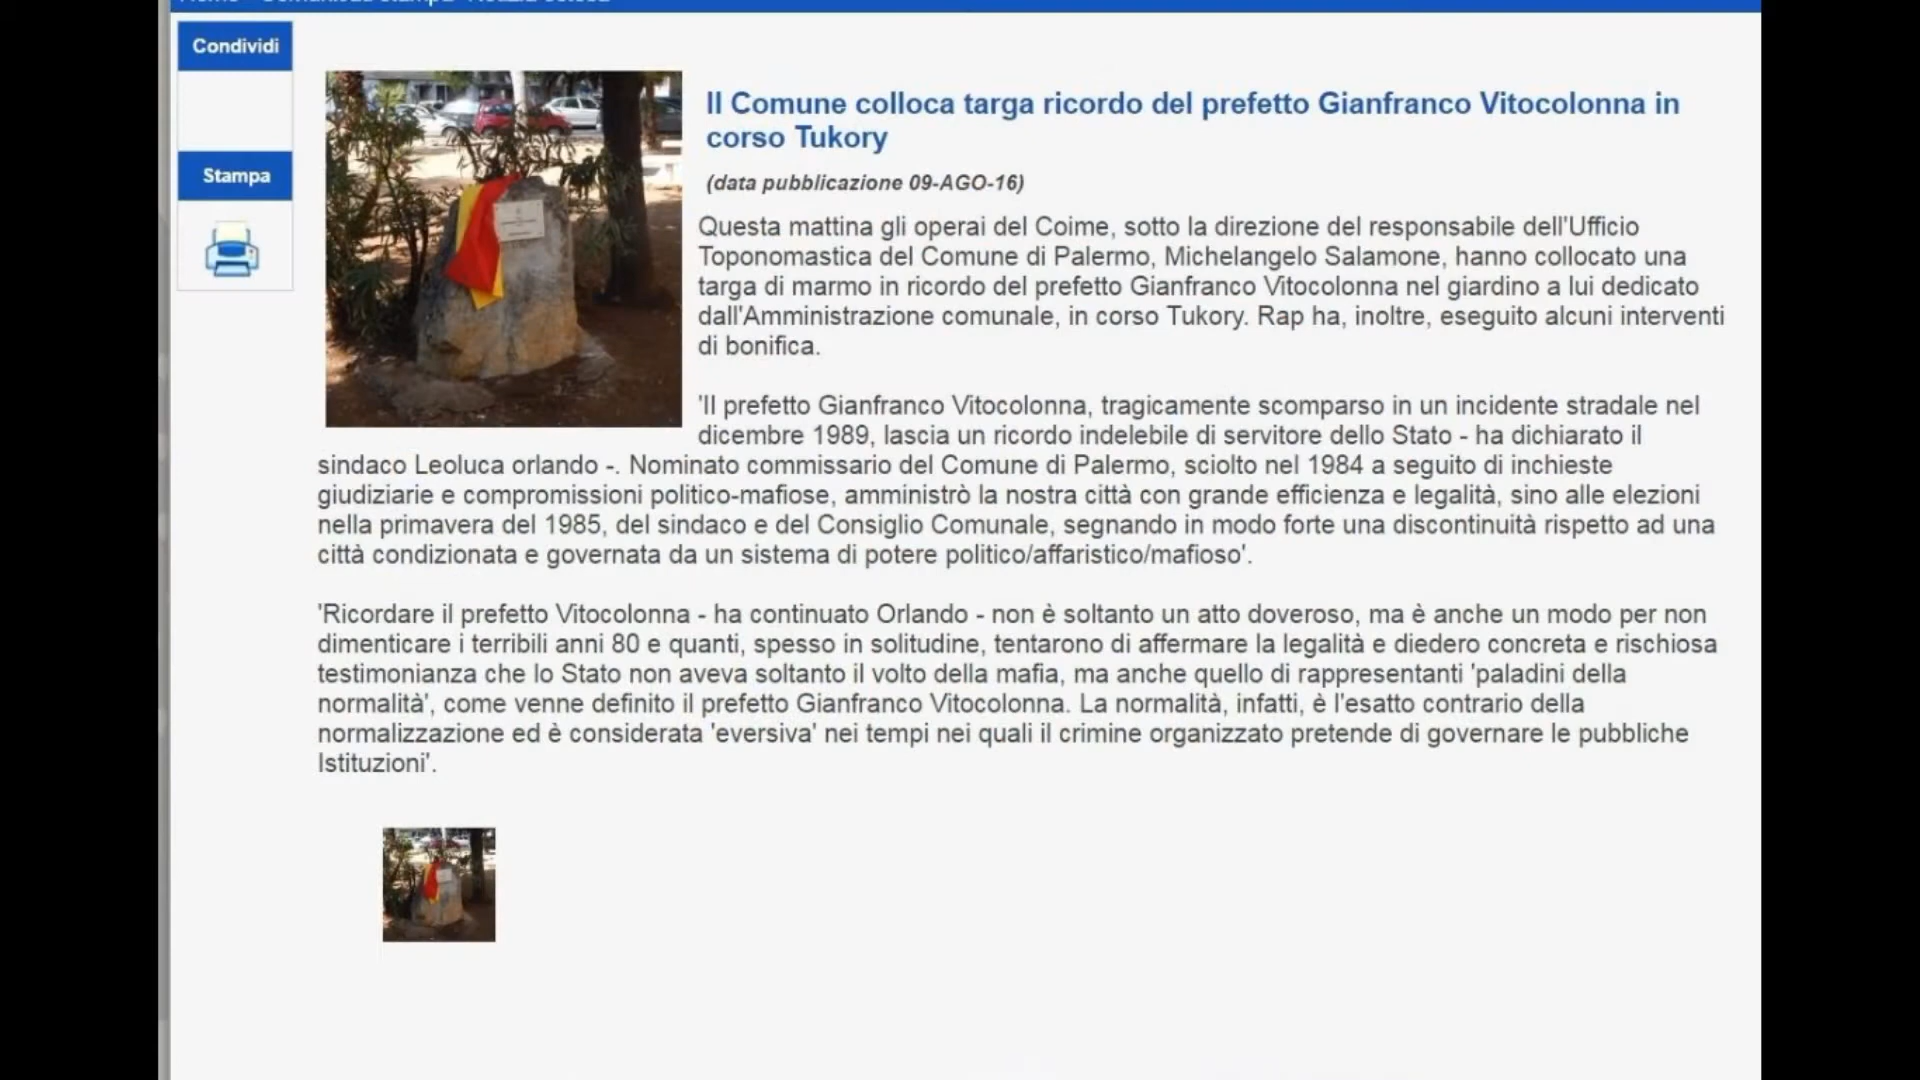 Condividi
Stampa
Il Comune colloca targa ricordo del prefetto Gianfranco Vitocolonna in
corso Tukory
(data pubblicazione 09-AGO-16)
Questa mattina gli operai del Coime, sotto la direzione del responsabile dell'Ufficio
Toponomastica del Comune di Palermo, Michelangelo Salamone, hanno collocato una
targa di marmo in ricordo del prefetto Gianfranco Vitocolonna nel giardino a lui dedicato
dall'Amministrazione comunale, in corso Tukory. Rap ha, inoltre, eseguito alcuni interventi
di bonifica.
'Il prefetto Gianfranco Vitocolonna, tragicamente scomparso in un incidente stradale nel
dicembre 1989, lascia un ricordo indelebile di servitore dello Stato - ha dichiarato il
sindaco Leoluca orlando -. Nominato commissario del Comune di Palermo, sciolto nel 1984 a seguito di inchieste
giudiziarie e compromissioni politico-mafiose, amministrò la nostra città con grande efficienza e legalità, sino alle elezioni
nella primavera del 1985, del sindaco e del Consiglio Comunale, segnando in modo forte una discontinuità rispetto ad una
città condizionata e governata da un sistema di potere politico/affaristico/mafioso'.
'Ricordare il prefetto Vitocolonna - ha continuato Orlando - non è soltanto un atto doveroso, ma è anche un modo per non
dimenticare i terribili anni 80 e quanti, spesso in solitudine, tentarono di affermare la legalità e diedero concreta e rischiosa
testimonianza che lo Stato non aveva soltanto il volto della mafia, ma anche quello di rappresentanti 'paladini della
normalità', come venne definito il prefetto Gianfranco Vitocolonna. La normalità, infatti, è l'esatto contrario della
normalizzazione ed è considerata 'eversiva' nei tempi nei quali il crimine organizzato pretende di governare le pubbliche
Istituzioni'.